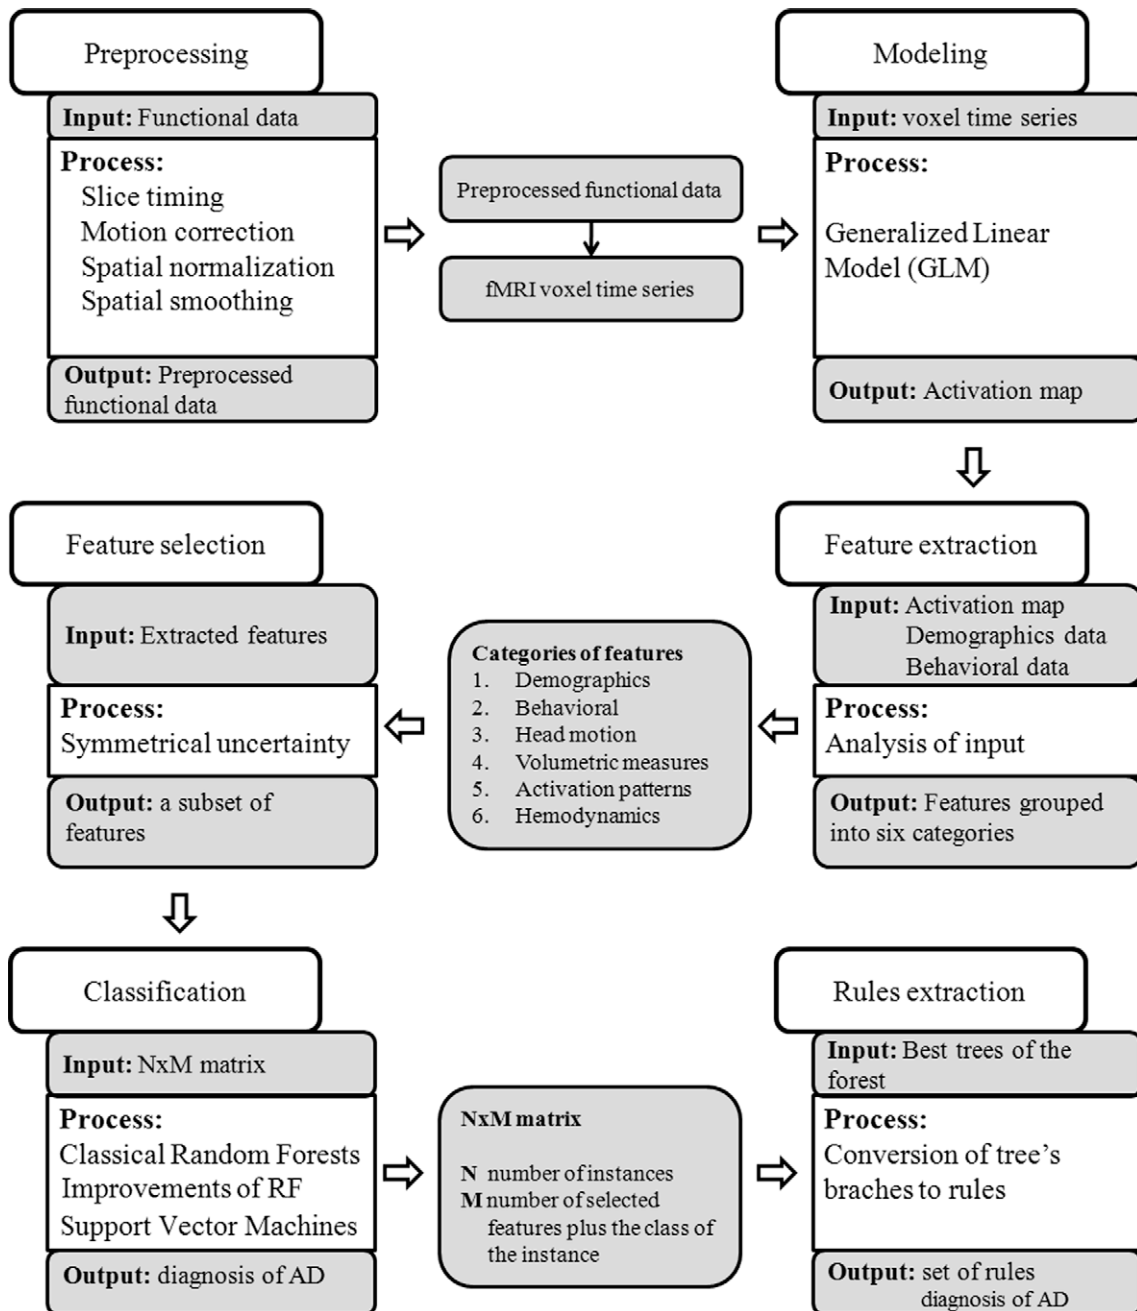 Preprocessing
Input: Functional data
Process:
Slice timing
Motion correction
Spatial normalization
Spatial smoothing
Output: Preprocessed
functional data
Preprocessed functional data
fMRI voxel time series
Modeling
Input: voxel time series
Process:
Generalized Linear
Model (GLM)
Output: Activation map
Feature extraction
Input: Activation map
Demographics data
Behavioral data
Process:
Analysis of input
Output: Features grouped
into six categories
Categories of features
1. Demographics
2. Behavioral
3. Head motion
4. Volumetric measures
5. Activation patterns
6. Hemodynamics
Feature selection
Input: Extracted features
Process:
Symmetrical uncertainty
Output: a subset of
features
Classification
Input: NxM matrix
Process:
Classical Random Forests
Improvements of RF
Support Vector Machines
Output: diagnosis of AD
NxM matrix
N number of instances
M number of selected
features plus the class of
the instance
Rules extraction
Input: Best trees of the
forest
Process:
Conversion of tree's
braches to rules
Output: set of rules
diagnosis of AD